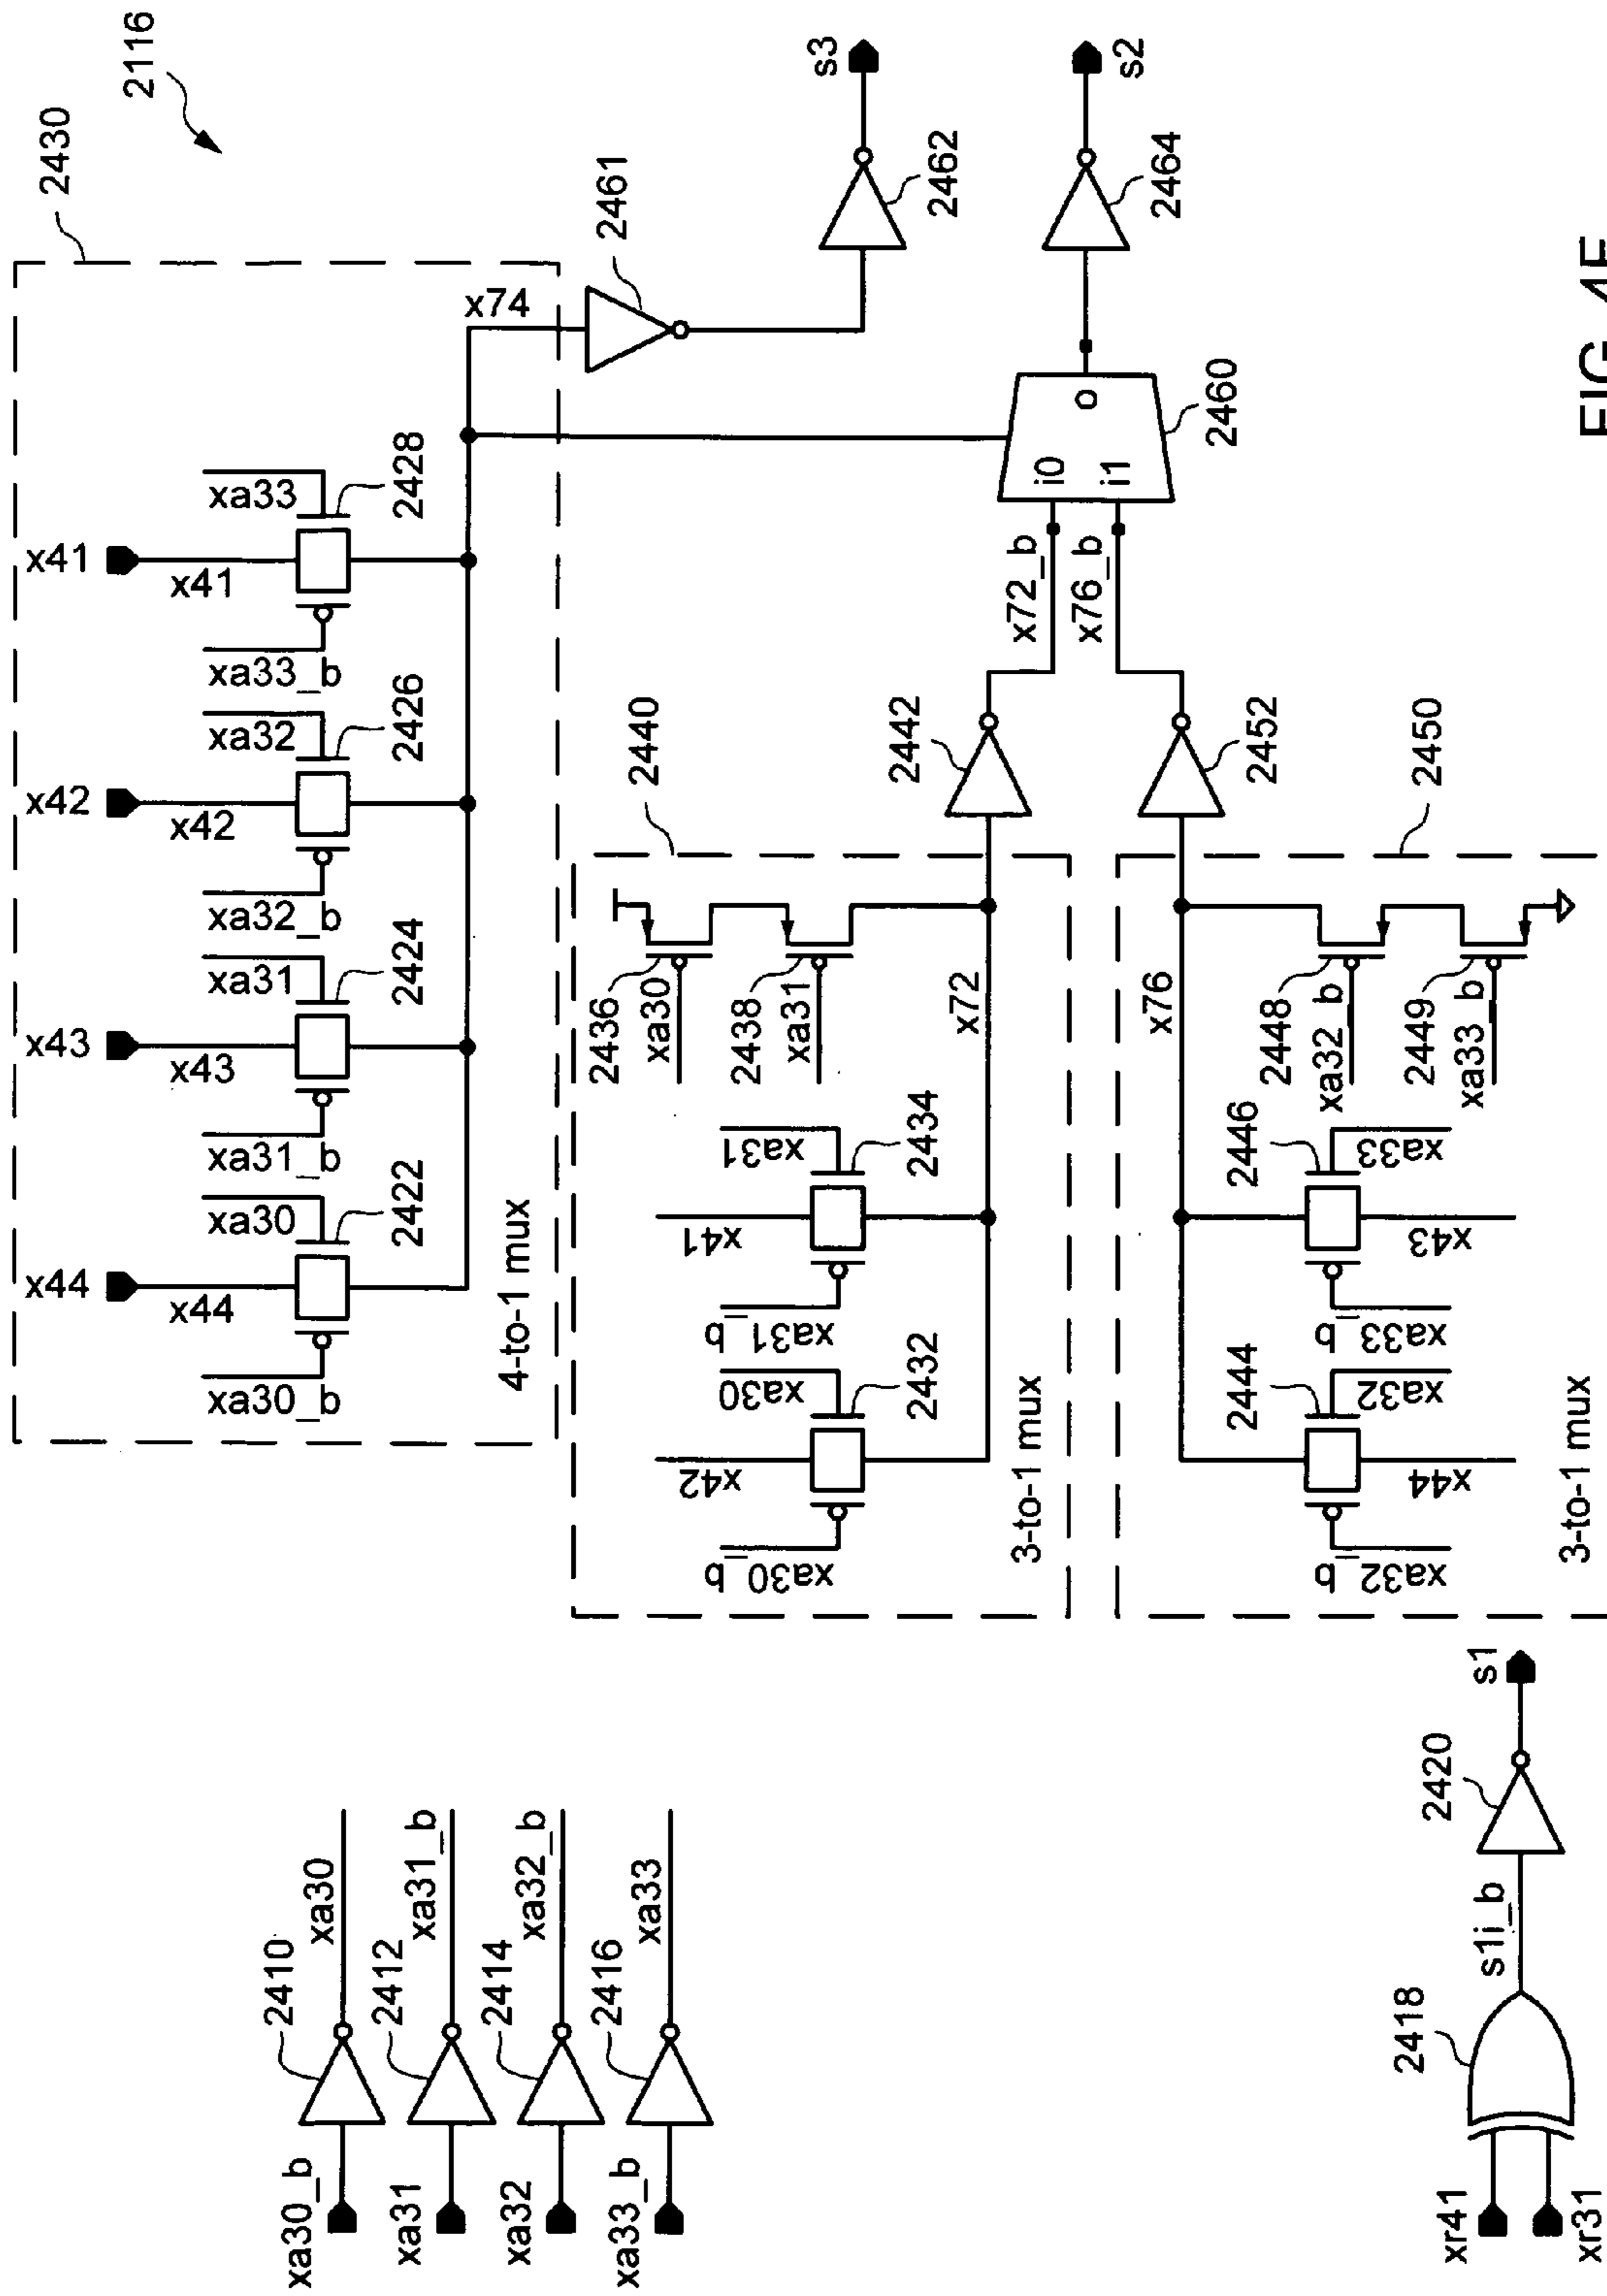 2116
2430
x44
x43
x42
x41
x44
x43
x42
x41
xa30_b
xa30
xa31_b
xa31
xa32_b
xa32
xa33_b
xa33
2422
2424
2426
2428
x74
4-to-1 mux
2461
s3
2462
s2
2464
2460
i0
i1
o
x72_b
x76_b
2440
2442
2452
2450
2436
xa30
2438
xa31
x72
x42
x41
xa30_b
xa30
xa31_b
xa31
2432
2434
3-to-1 mux
x76
2448
xa32_b
2449
xa33_b
2444
2446
xa32_b
xa32
xa33_b
xa33
x44
x43
3-to-1 mux
xa30_b
2410
xa30
xa31
2412
xa31_b
xa32
2414
xa32_b
xa33_b
2416
xa33
xr41
xr31
2418
s1i_b
2420
s1